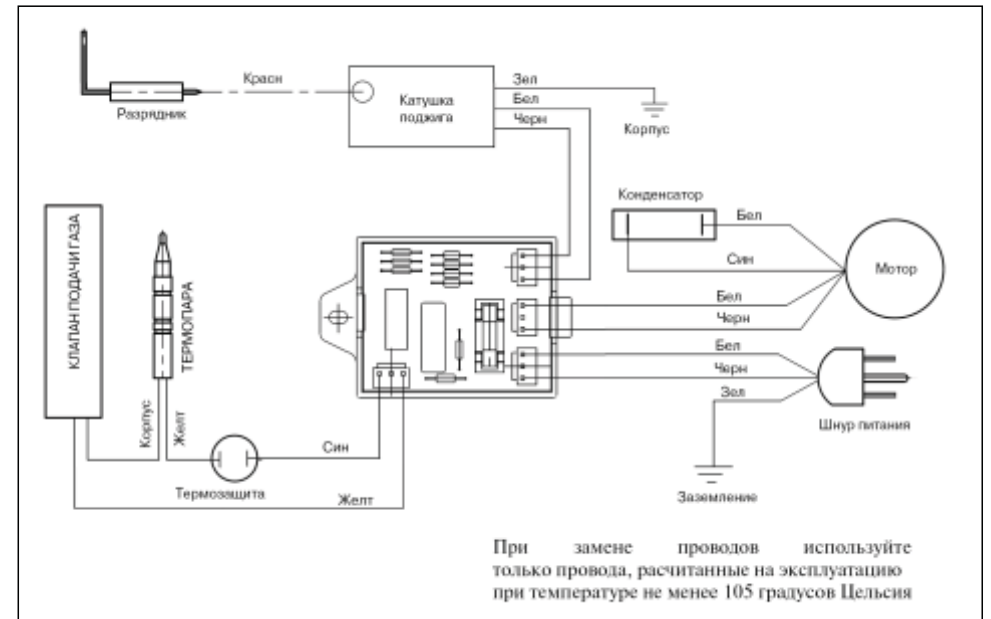 Красн
Разрядник
Катушка
поджига
Зел
Бел
Черн
Корпус
Конденсатор
Бел
Син
Мотор
КЛАПАН ПОДАЧИ ГАЗА
ТЕРМОПАРА
Бел
Черн
Бел
Черн
Зел
Шнур питания
Корпус
Желт
Син
Термозащита
Желт
Заземление
При замене проводов используйте
только провода, расчитанные на эксплуатацию
при температуре не менее 105 градусов Цельсия